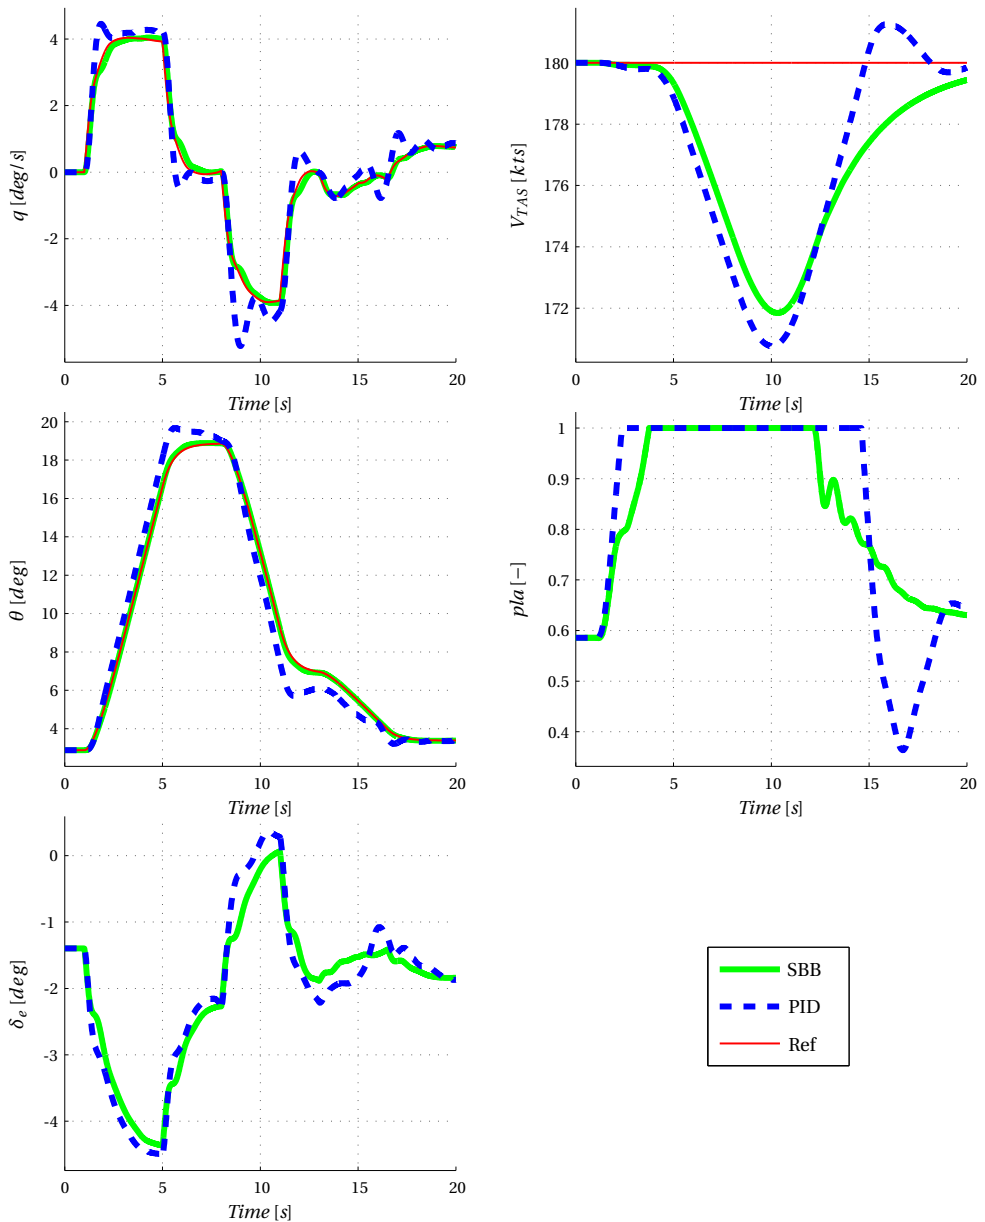 4
2
0
-2
-4
q [deg/s]
0 5 10 15 20
Time [s]
180
178
176
174
172
V_TAS [kts]
0 5 10 15 20
Time [s]
20
18
16
14
12
10
8
6
4
θ [deg]
0 5 10 15 20
Time [s]
1
0.9
0.8
0.7
0.6
0.5
0.4
pla [−]
0 5 10 15 20
Time [s]
0
-1
-2
-3
-4
δ_e [deg]
0 5 10 15 20
Time [s]
SBB
PID
Ref